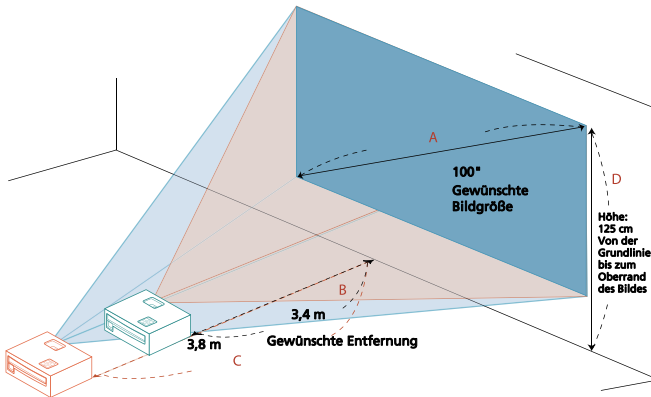 A
100"
Gewünschte
Bildgröße
D
Höhe:
125 cm
Von der
Grundlinie
bis zum
Oberrand
des Bildes
B
3,4 m
3,8 m
Gewünschte Entfernung
C